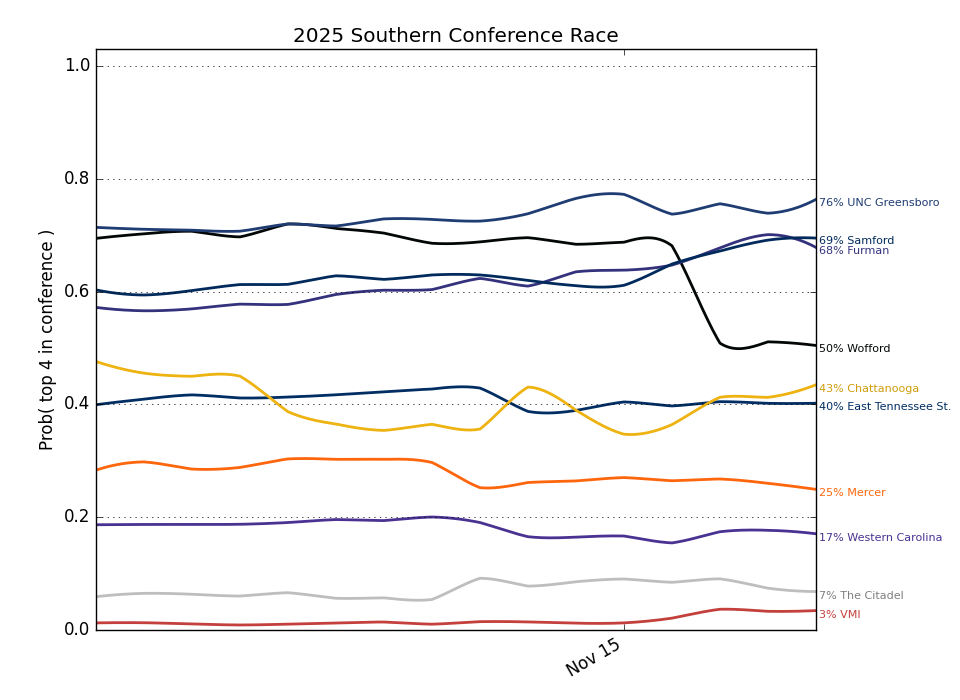 2025 Southern Conference Race
Prob( top 4 in conference )
1.0
0.8
0.6
0.4
0.2
0.0
Nov 15
76% UNC Greensboro
69% Samford
68% Furman
50% Wofford
43% Chattanooga
40% East Tennessee St.
25% Mercer
17% Western Carolina
7% The Citadel
3% VMI